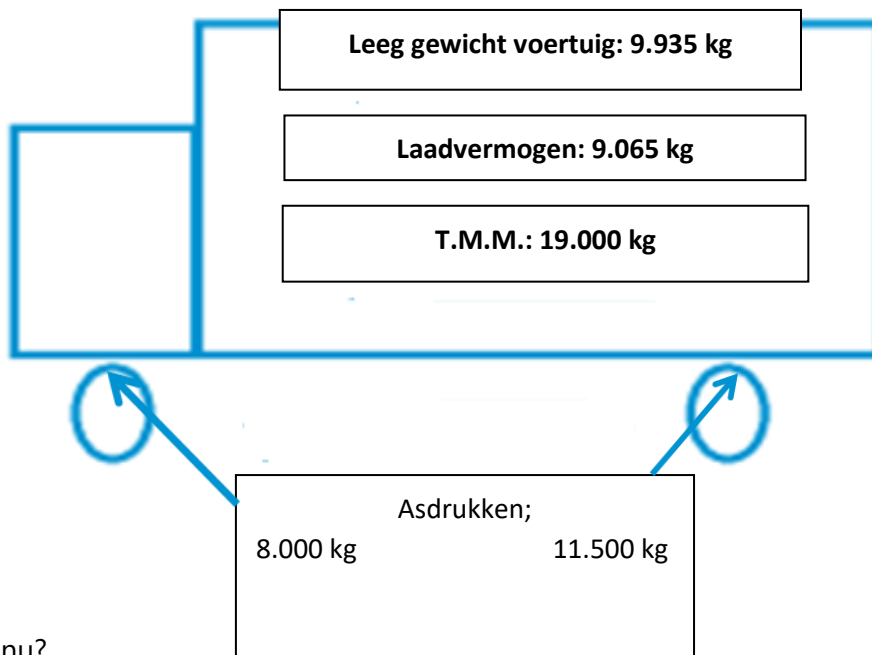 Leeg gewicht voertuig: 9.935 kg
Laadvermogen: 9.065 kg
T.M.M.: 19.000 kg
Asdrukken;
8.000 kg 11.500 kg
nu?